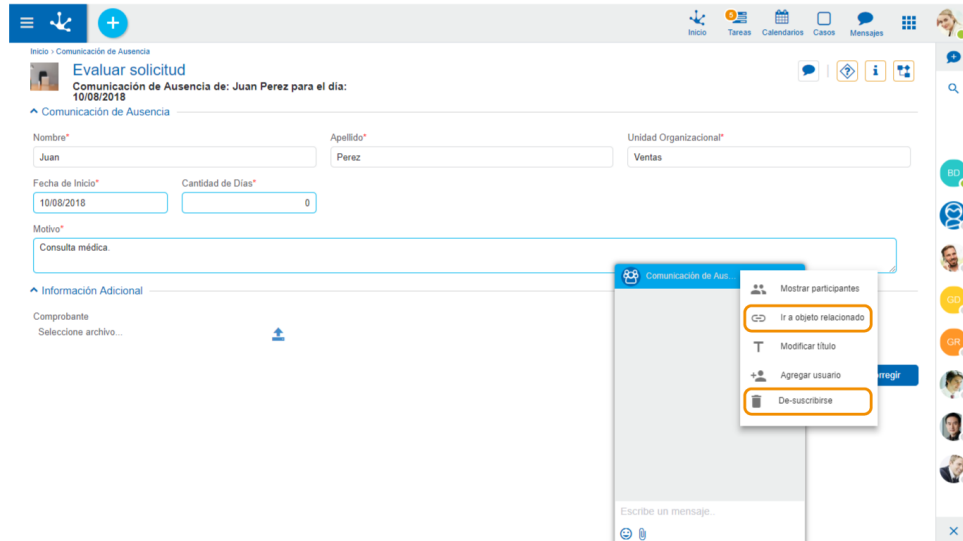 5
Inicio
Tareas
Calendarios
Casos
Mensajes
Inicio › Comunicación de Ausencia
Evaluar solicitud
Comunicación de Ausencia de: Juan Perez para el día:
10/08/2018
Comunicación de Ausencia
Nombre*
Apellido*
Unidad Organizacional*
Juan
Perez
Ventas
Fecha de Inicio*
Cantidad de Días*
10/08/2018
0
Motivo*
Consulta médica.
Información Adicional
Comprobante
Seleccione archivo...
Comunicación de Aus...
Mostrar participantes
Ir a objeto relacionado
Modificar título
Agregar usuario
De-suscribirse
rregir
Escribe un mensaje..
BD
GD
GR